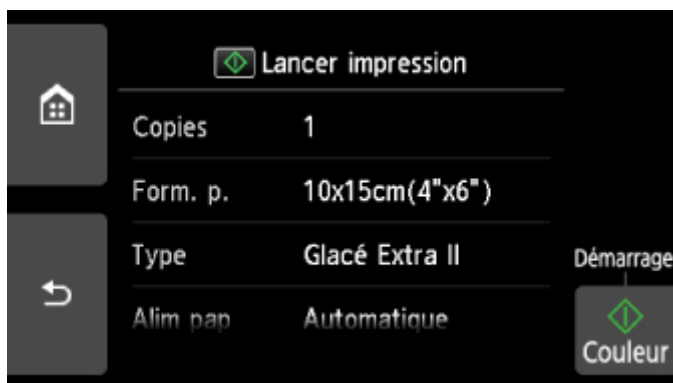 Lancer impression
Copies 1
Form. p. 10x15cm(4"x6")
Type Glacé Extra II
Alim pap Automatique
Démarrage
Couleur